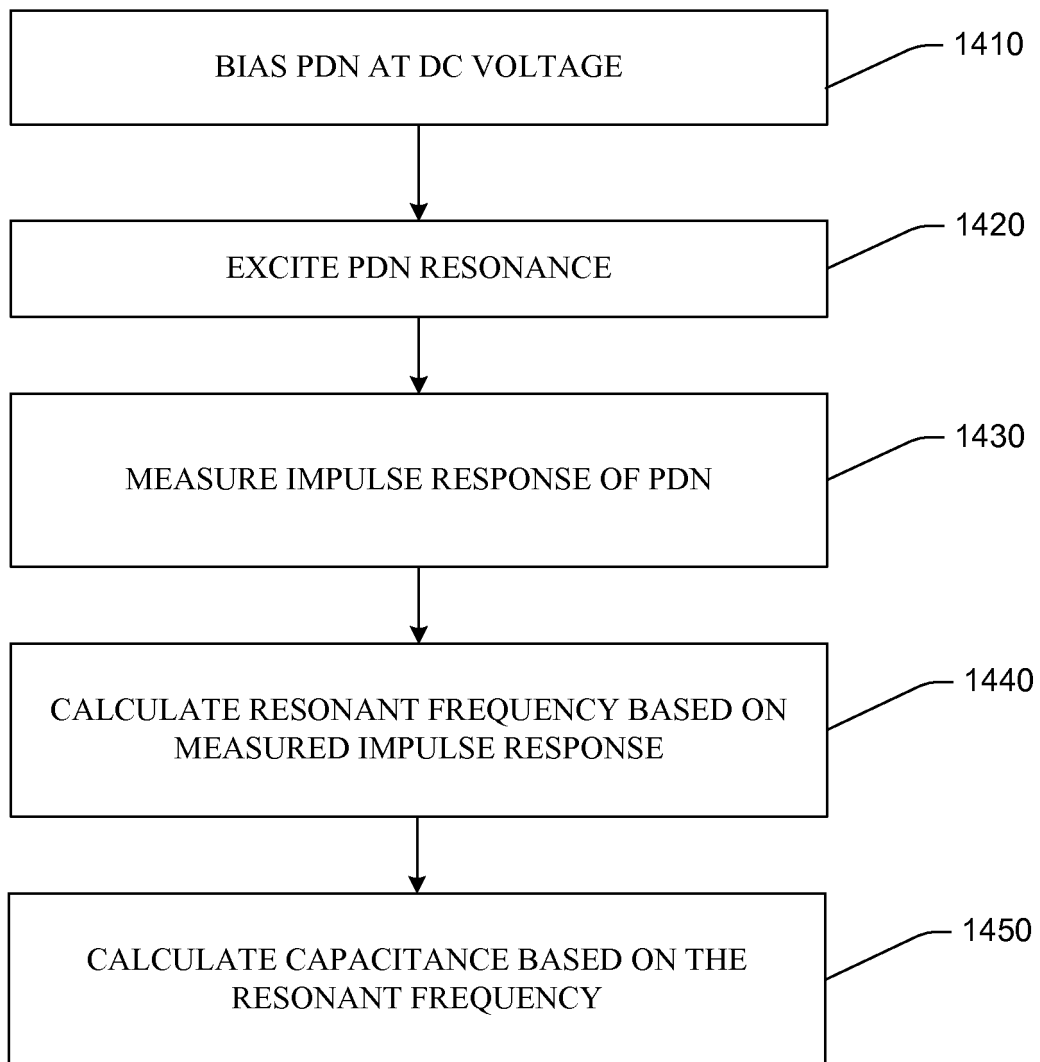 BIAS PDN AT DC VOLTAGE
1410
EXCITE PDN RESONANCE
1420
MEASURE IMPULSE RESPONSE OF PDN
1430
CALCULATE RESONANT FREQUENCY BASED ON
MEASURED IMPULSE RESPONSE
1440
CALCULATE CAPACITANCE BASED ON THE
RESONANT FREQUENCY
1450